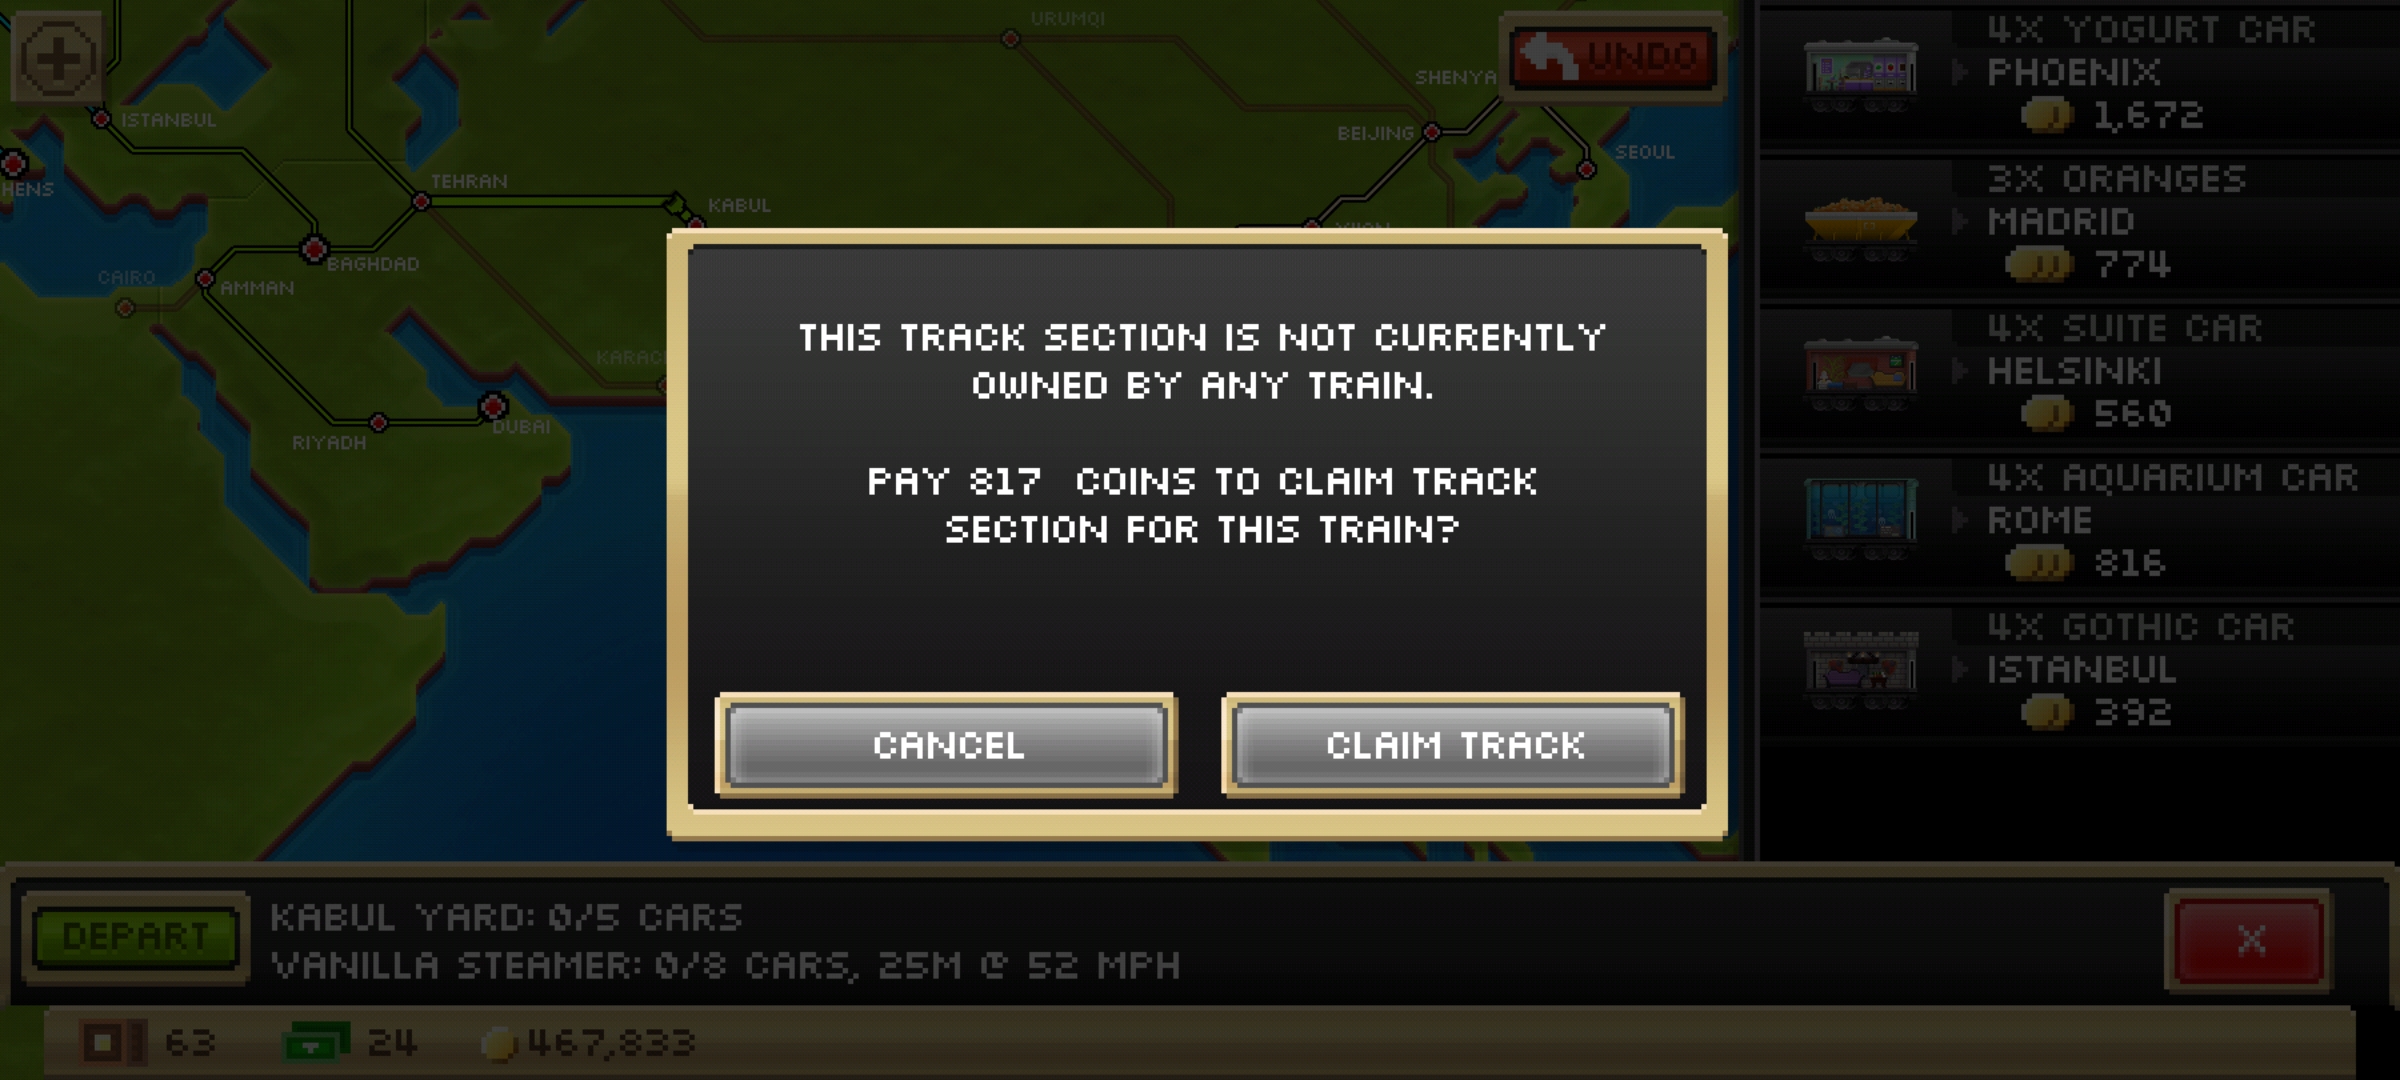 URUMQI
SHENYA
UNDO
ISTANBUL
BEIJING
SEOUL
HENS
TEHRAN
KABUL
BAGHDAD
CAIRO
AMMAN
KARAC
RIYADH
DUBAI
4X YOGURT CAR
PHOENIX
1,672
3X ORANGES
MADRID
774
4X SUITE CAR
HELSINKI
560
4X AQUARIUM CAR
ROME
816
4X GOTHIC CAR
ISTANBUL
392
THIS TRACK SECTION IS NOT CURRENTLY
OWNED BY ANY TRAIN.
PAY 817 COINS TO CLAIM TRACK
SECTION FOR THIS TRAIN?
CANCEL
CLAIM TRACK
DEPART
KABUL YARD: 0/5 CARS
VANILLA STEAMER: 0/8 CARS, 25M @ 52 MPH
X
63
24
467,833